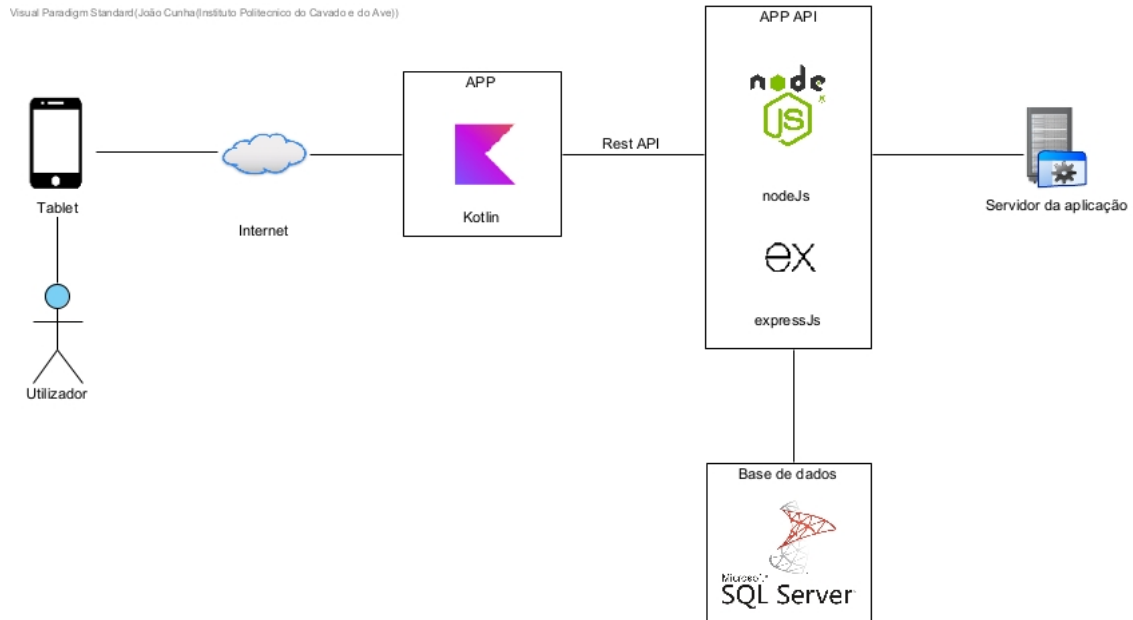 Visual Paradigm Standard(João Cunha(Instituto Politecnico do Cavado e do Ave))
APP API
node
JS
APP
Rest API
nodeJs
Tablet
Kotlin
Servidor da aplicação
Internet
ex
expressJs
Utilizador
Base de dados
Microsoft
SQL Server